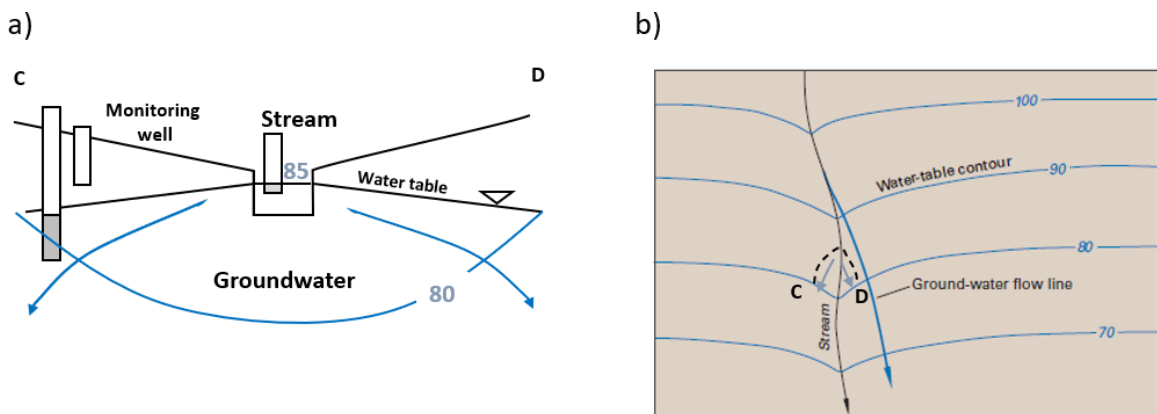 a)
C
D
Monitoring
well
Stream
85
Water table
Groundwater
80
b)
100
Water-table contour
90
80
C
D
Ground-water flow line
Stream
70